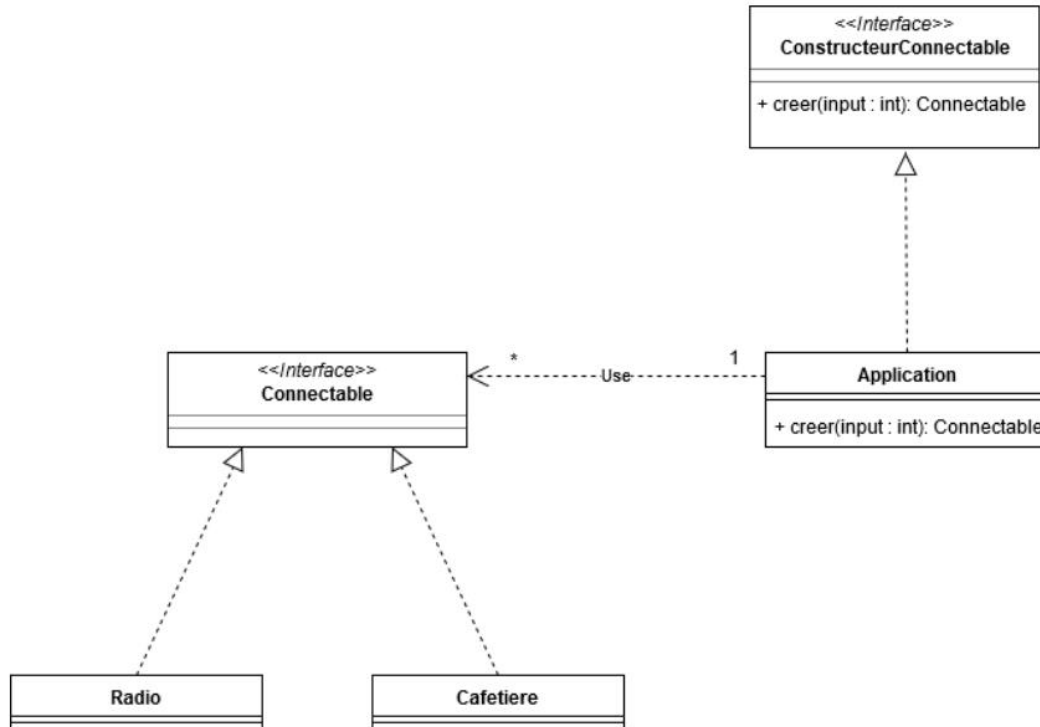 <<Interface>>
ConstructeurConnectable
+ creer(input : int): Connectable
<<Interface>>
Connectable
*
Use
1
Application
+ creer(input : int): Connectable
Radio
Cafetiere